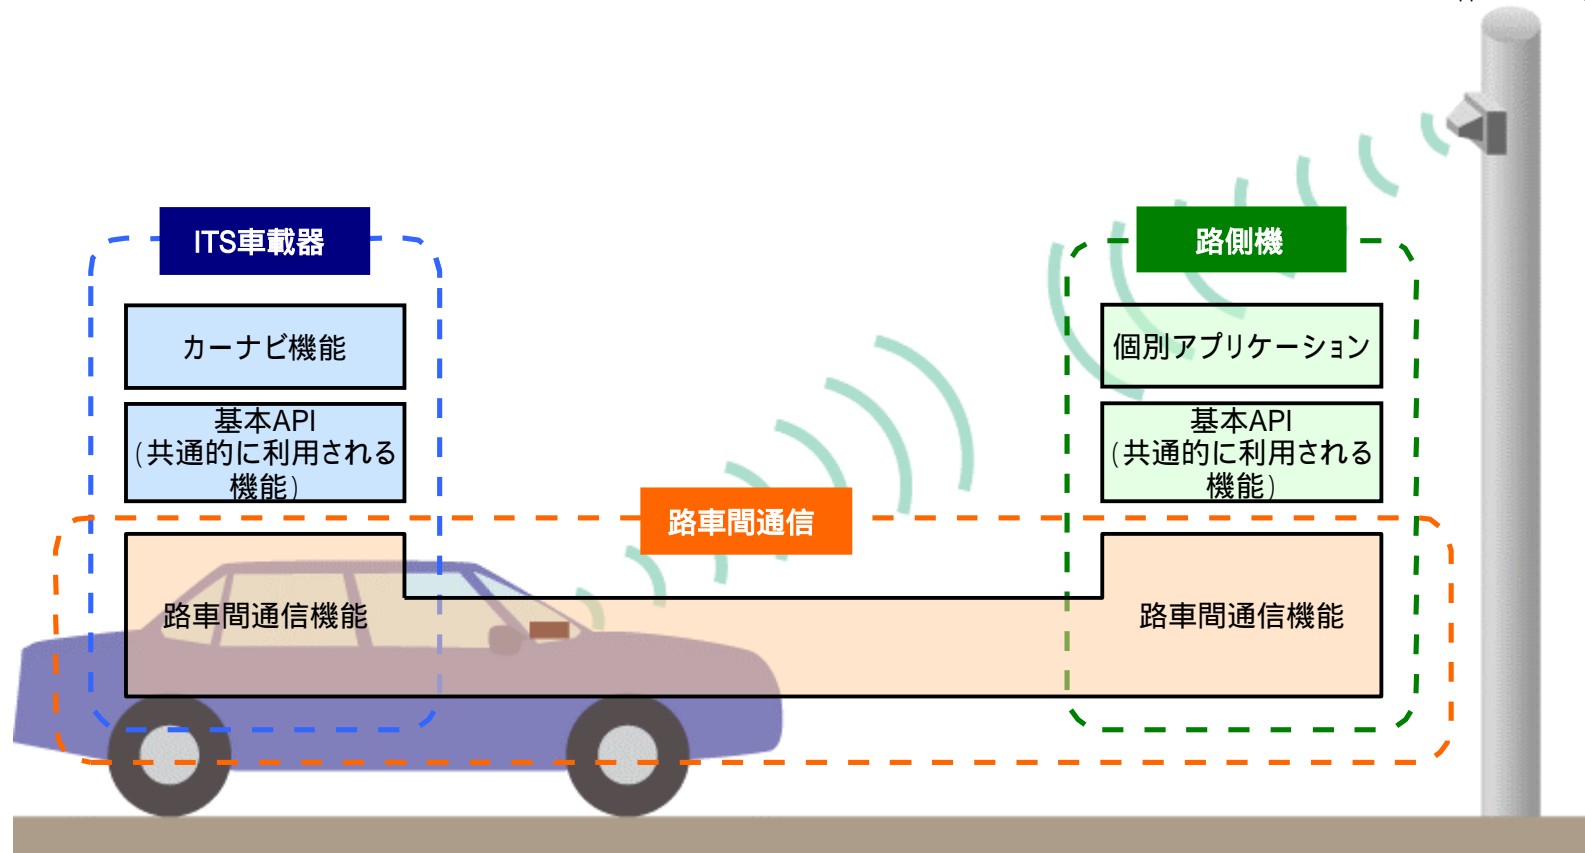 ITS車載器
路側機
カーナビ機能
個別アプリケーション
基本API
(共通的に利用される
機能)
基本API
(共通的に利用される
機能)
路車間通信
路車間通信機能
路車間通信機能